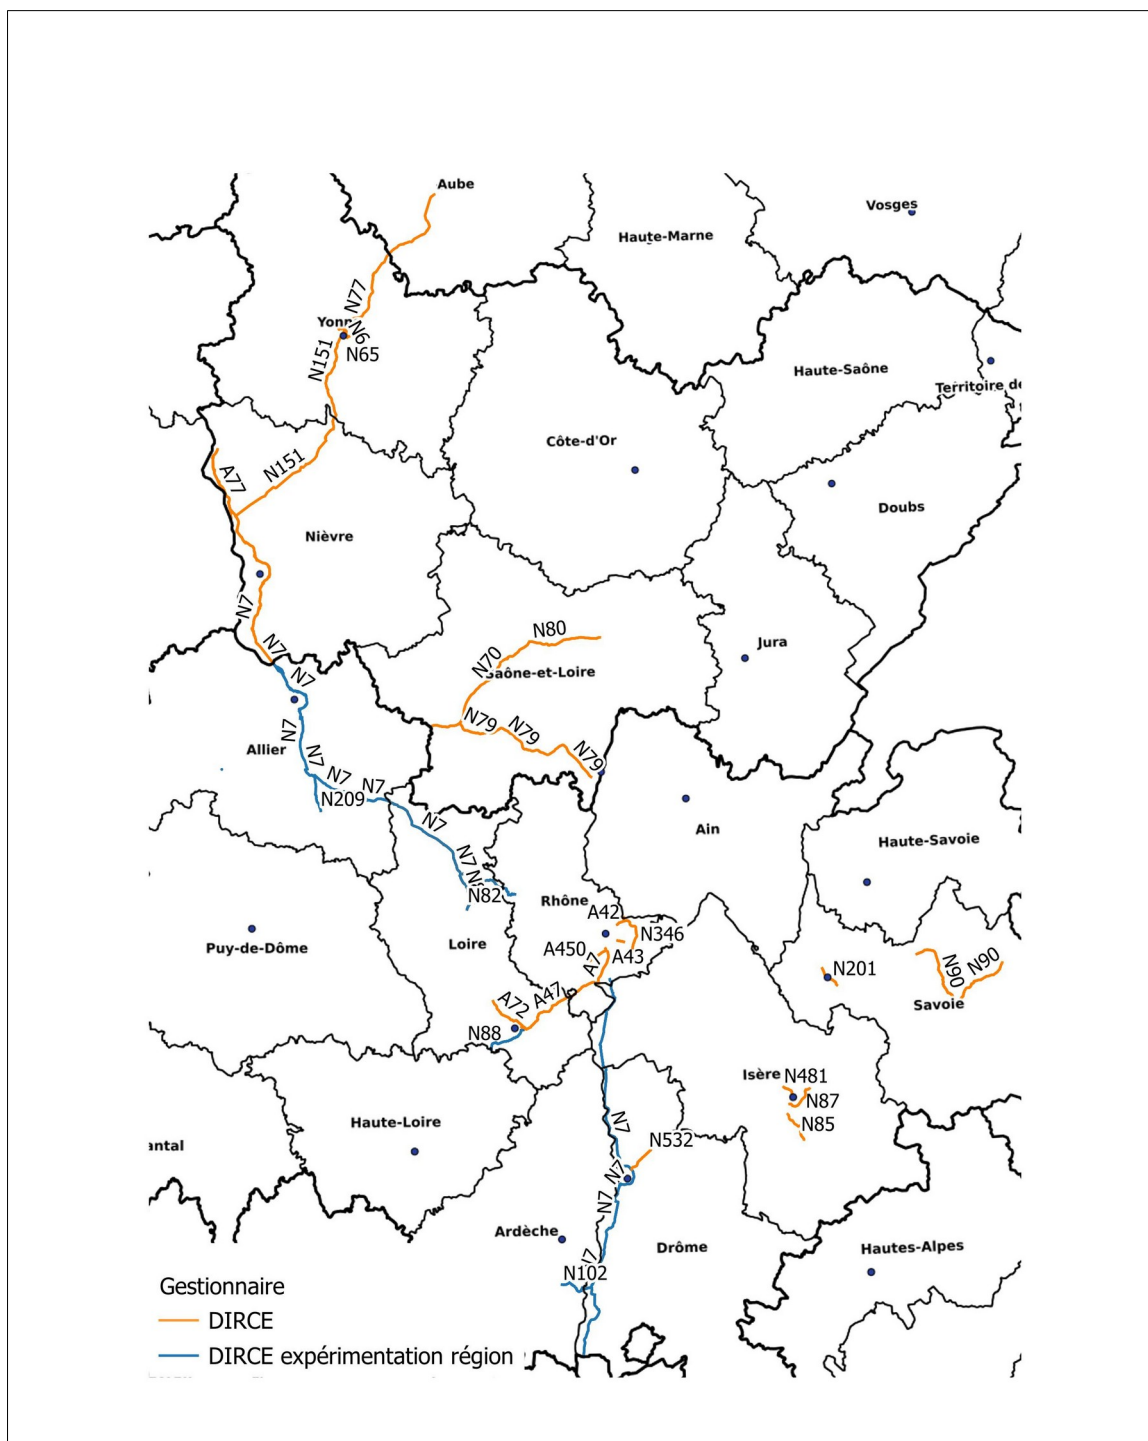 Aube
Vosges
Haute-Marne
N77
N6
N65
N151
Haute-Saône
Côte-d'Or
A77
N151
Doubs
Nièvre
N7
N80
Jura
N7
N70
N7
Saône-et-Loire
N79
N79
N7
Allier
N7
N79
N7
N7
N209
N7
Ain
Haute-Savoie
N7
N82
Rhône
A42
N346
Puy-de-Dôme
Loire
A450
A43
A7
N201
N90
N90
Savoie
A72
A47
N88
Isère
N481
N87
N85
Haute-Loire
N7
N532
N7
N7
Ardèche
Drôme
Hautes-Alpes
N102
Gestionnaire
DIRCE
DIRCE expérimentation région